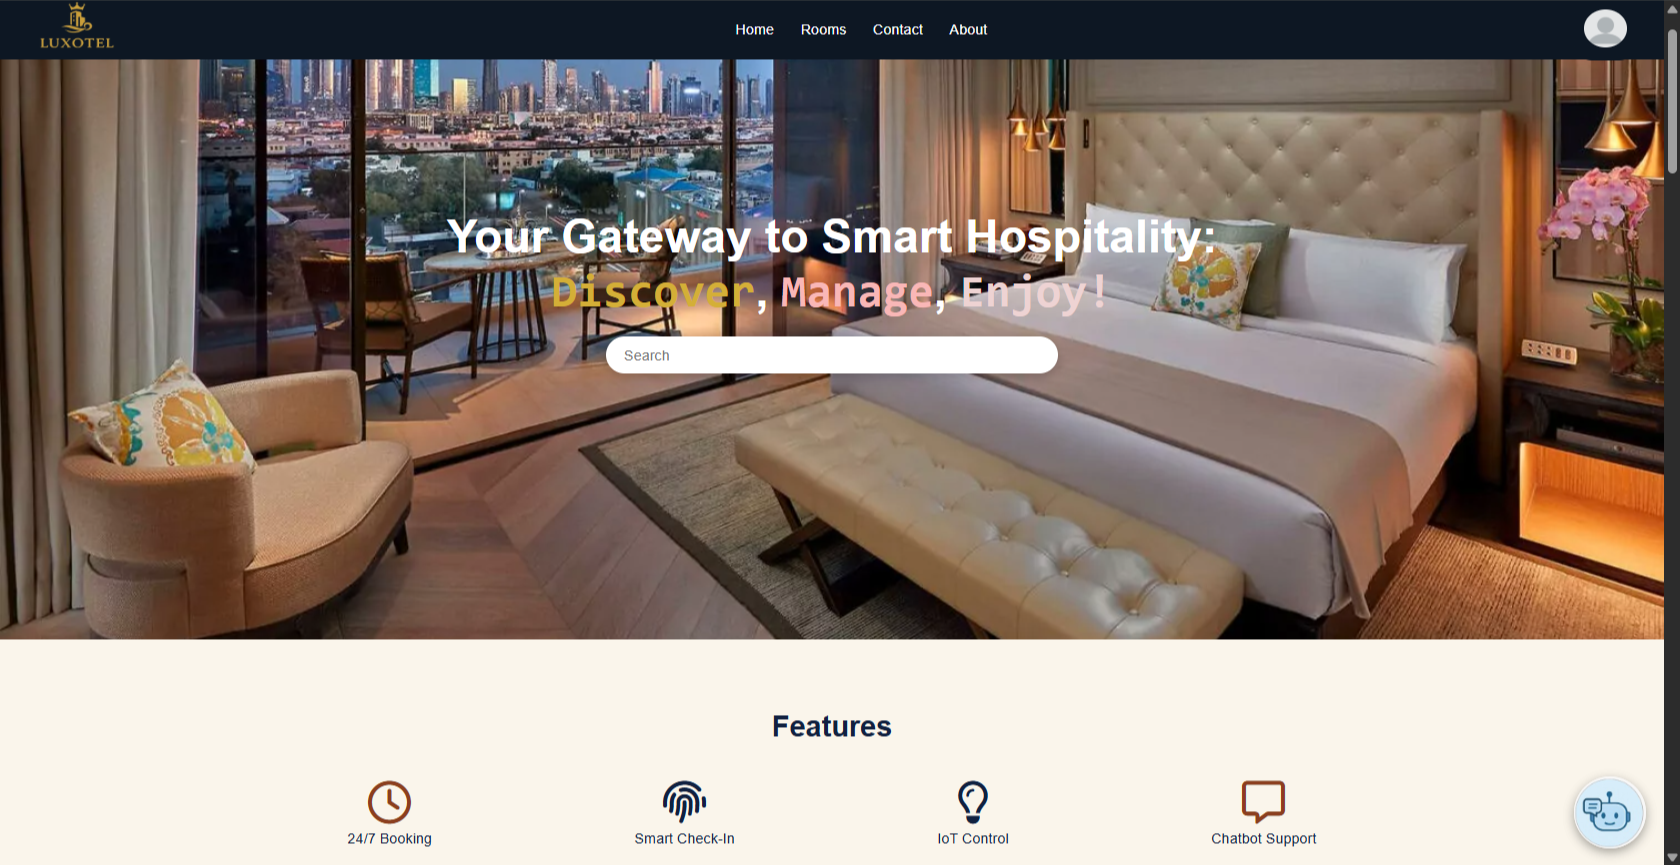 LUXOTEL
Home Rooms Contact About
Your Gateway to Smart Hospitality:
Discover, Manage, Enjoy!
Search
Features
24/7 Booking Smart Check-In IoT Control Chatbot Support